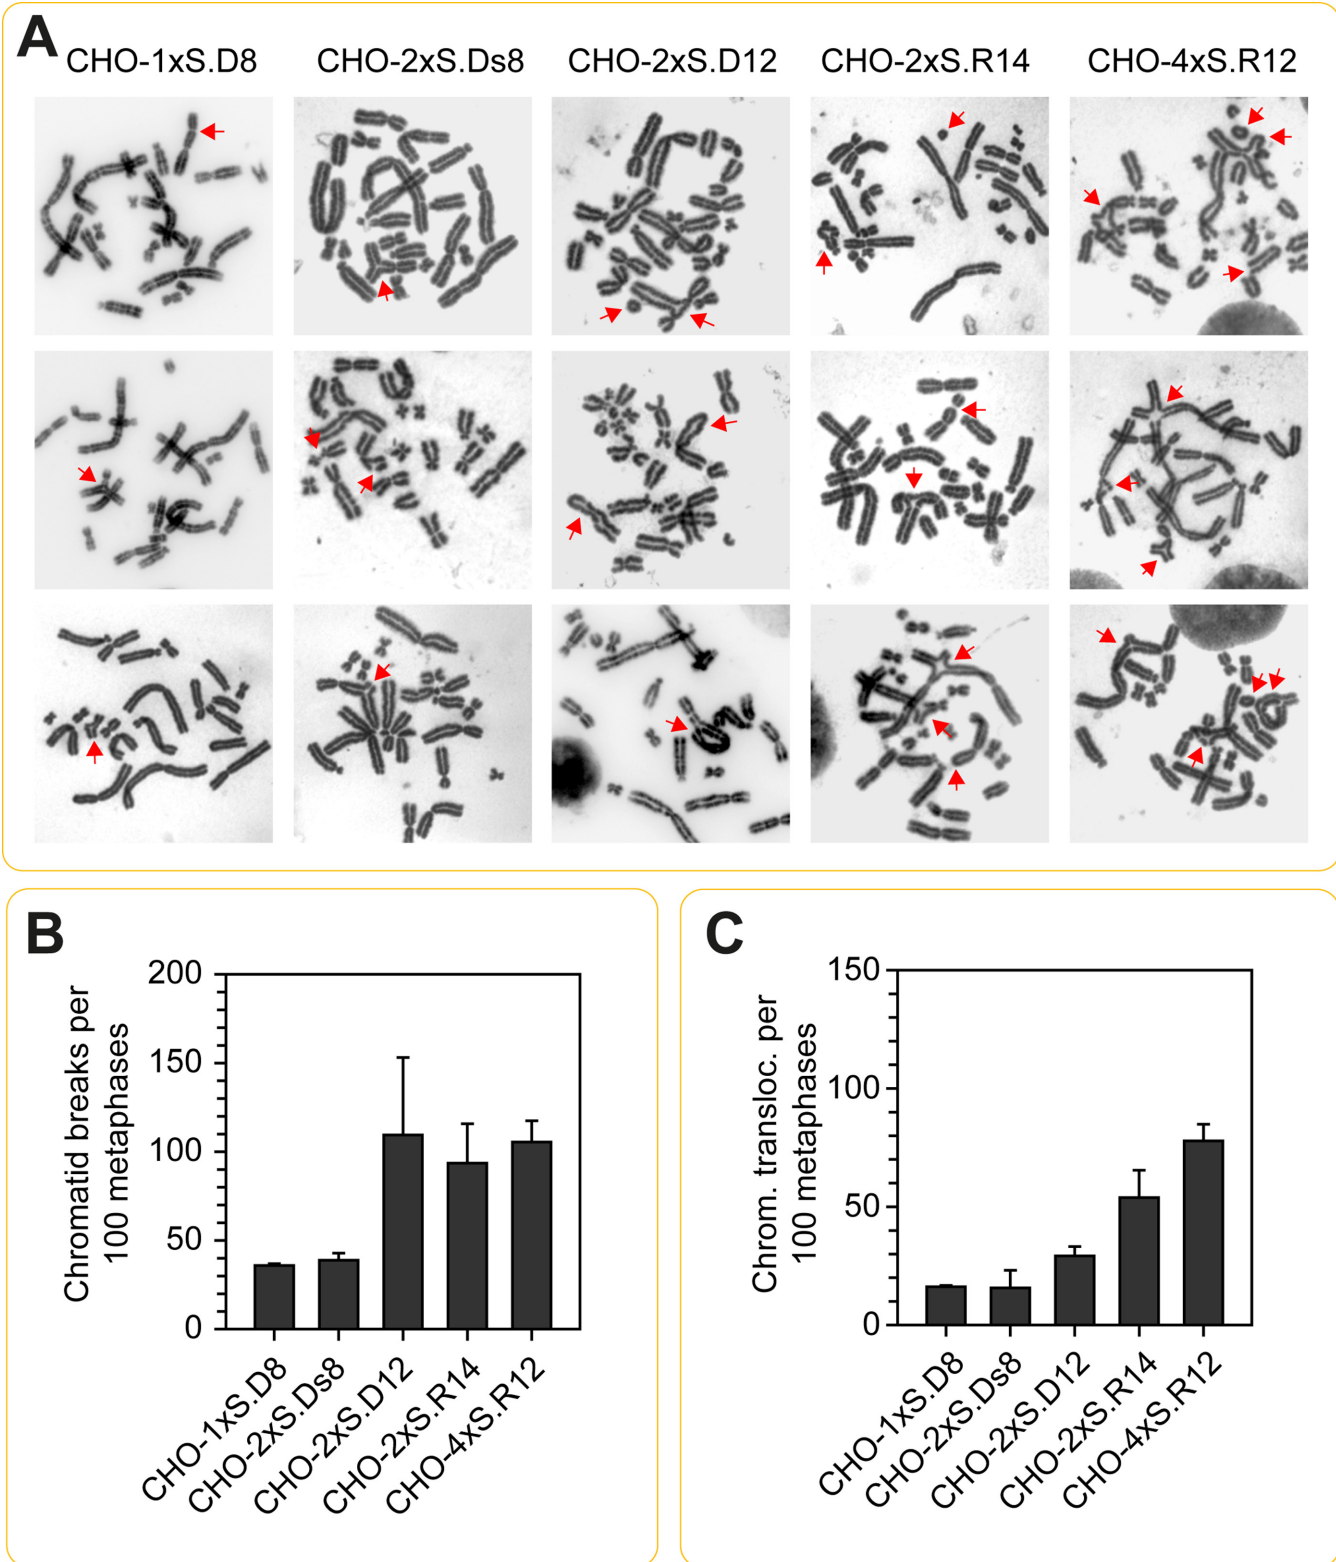 A
CHO-1xS.D8
CHO-2xS.Ds8
CHO-2xS.D12
CHO-2xS.R14
CHO-4xS.R12
B
Chromatid breaks per
100 metaphases
200
150
100
50
0
CHO-1xS.D8
CHO-2xS.Ds8
CHO-2xS.D12
CHO-2xS.R14
CHO-4xS.R12
C
Chrom. transloc. per
100 metaphases
150
100
50
0
CHO-1xS.D8
CHO-2xS.Ds8
CHO-2xS.D12
CHO-2xS.R14
CHO-4xS.R12